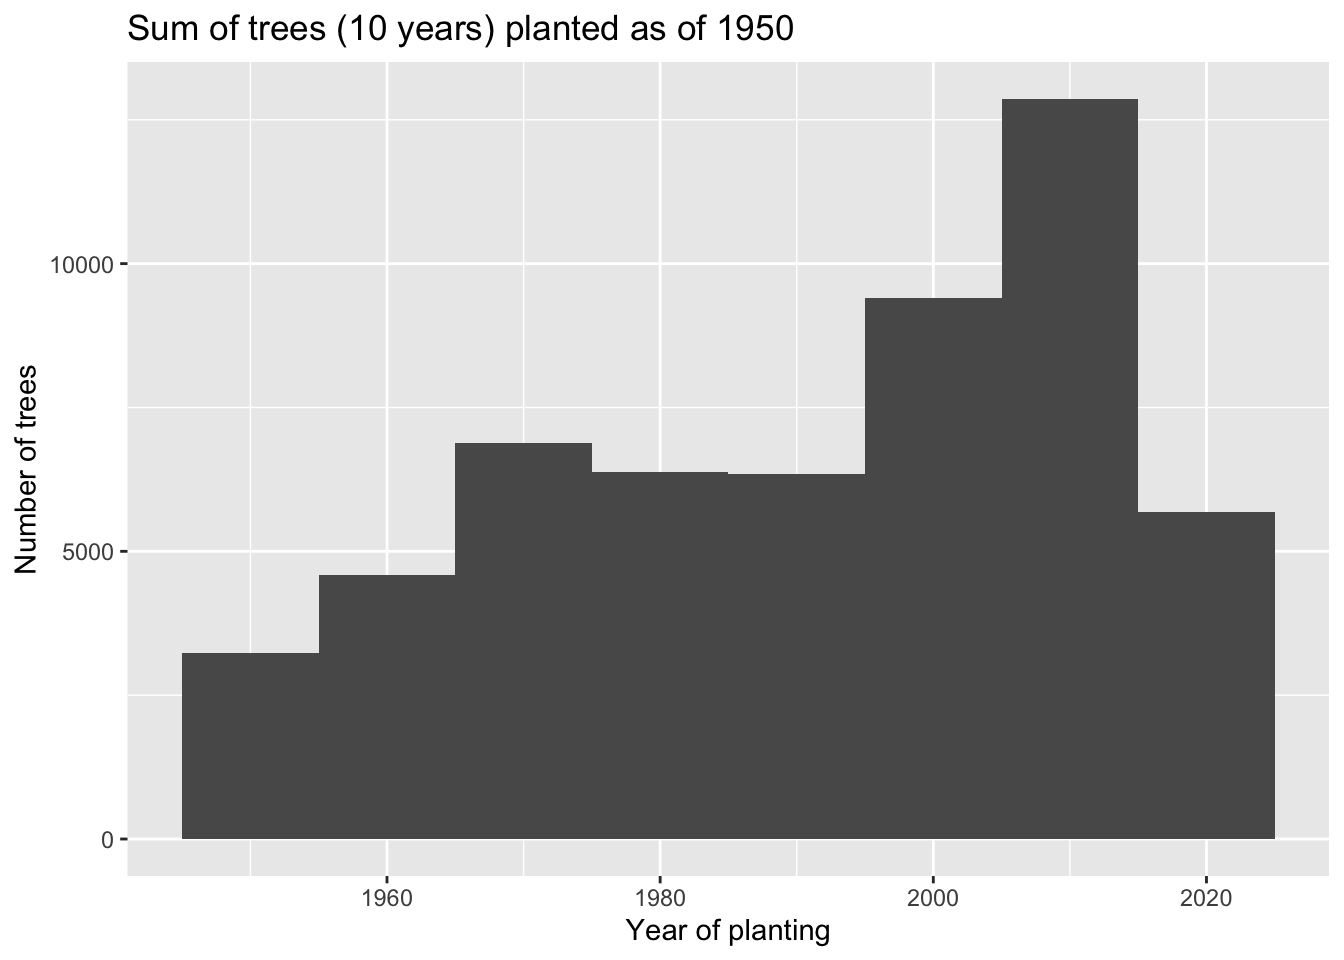 Sum of trees (10 years) planted as of 1950
Number of trees
10000
5000
0
1960 1980 2000 2020
Year of planting